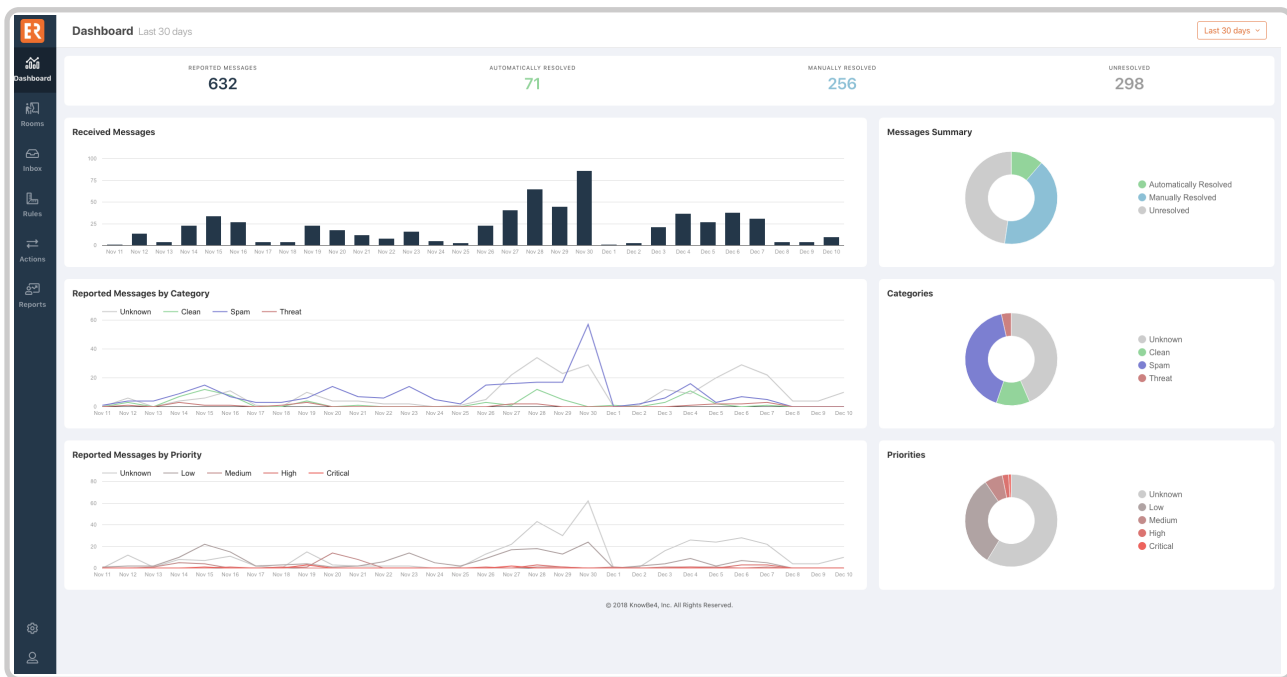 ER
Dashboard Last 30 days
Last 30 days
Dashboard
Rooms
Inbox
Rules
Actions
Reports
REPORTED MESSAGES
632
AUTOMATICALLY RESOLVED
71
MANUALLY RESOLVED
256
UNRESOLVED
298
Received Messages
100
75
50
25
0
Nov 11 Nov 12 Nov 13 Nov 14 Nov 15 Nov 16 Nov 17 Nov 18 Nov 19 Nov 20 Nov 21 Nov 22 Nov 23 Nov 24 Nov 25 Nov 26 Nov 27 Nov 28 Nov 29 Nov 30 Dec 1 Dec 2 Dec 3 Dec 4 Dec 5 Dec 6 Dec 7 Dec 8 Dec 9 Dec 10
Messages Summary
Automatically Resolved
Manually Resolved
Unresolved
Reported Messages by Category
Unknown Clean Spam Threat
60
40
20
0
Nov 11 Nov 12 Nov 13 Nov 14 Nov 15 Nov 16 Nov 17 Nov 18 Nov 19 Nov 20 Nov 21 Nov 22 Nov 23 Nov 24 Nov 25 Nov 26 Nov 27 Nov 28 Nov 29 Nov 30 Dec 1 Dec 2 Dec 3 Dec 4 Dec 5 Dec 6 Dec 7 Dec 8 Dec 9 Dec 10
Categories
Unknown
Clean
Spam
Threat
Reported Messages by Priority
Unknown Low Medium High Critical
80
60
40
20
0
Nov 11 Nov 12 Nov 13 Nov 14 Nov 15 Nov 16 Nov 17 Nov 18 Nov 19 Nov 20 Nov 21 Nov 22 Nov 23 Nov 24 Nov 25 Nov 26 Nov 27 Nov 28 Nov 29 Nov 30 Dec 1 Dec 2 Dec 3 Dec 4 Dec 5 Dec 6 Dec 7 Dec 8 Dec 9 Dec 10
Priorities
Unknown
Low
Medium
High
Critical
© 2018 KnowBe4, Inc. All Rights Reserved.